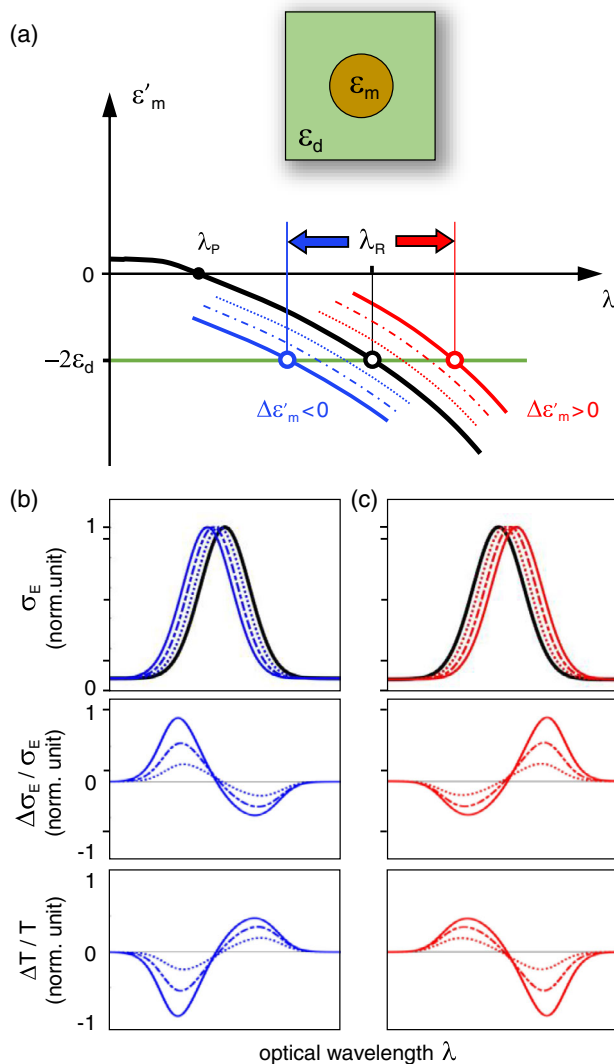 (a)
ε'm
εm
εd
λP
λR
0
λ
−2εd
Δε'm<0
Δε'm>0
(b)
(c)
1
σE
(norm.unit)
0
1
ΔσE / σE
(norm. unit)
0
-1
1
ΔT / T
(norm. unit)
0
-1
optical wavelength λ